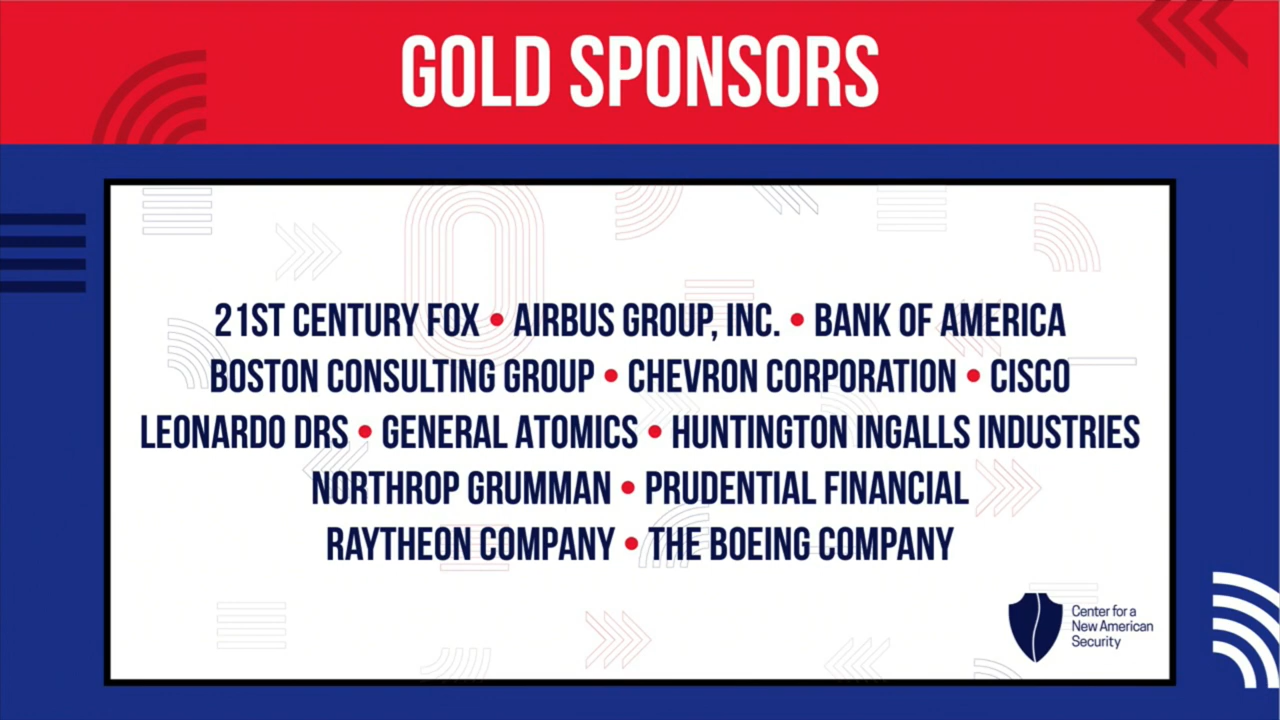 GOLD SPONSORS
21ST CENTURY FOX • AIRBUS GROUP, INC. • BANK OF AMERICA
BOSTON CONSULTING GROUP • CHEVRON CORPORATION • CISCO
LEONARDO DRS • GENERAL ATOMICS • HUNTINGTON INGALLS INDUSTRIES
NORTHROP GRUMMAN • PRUDENTIAL FINANCIAL
RAYTHEON COMPANY • THE BOEING COMPANY
Center for a
New American
Security